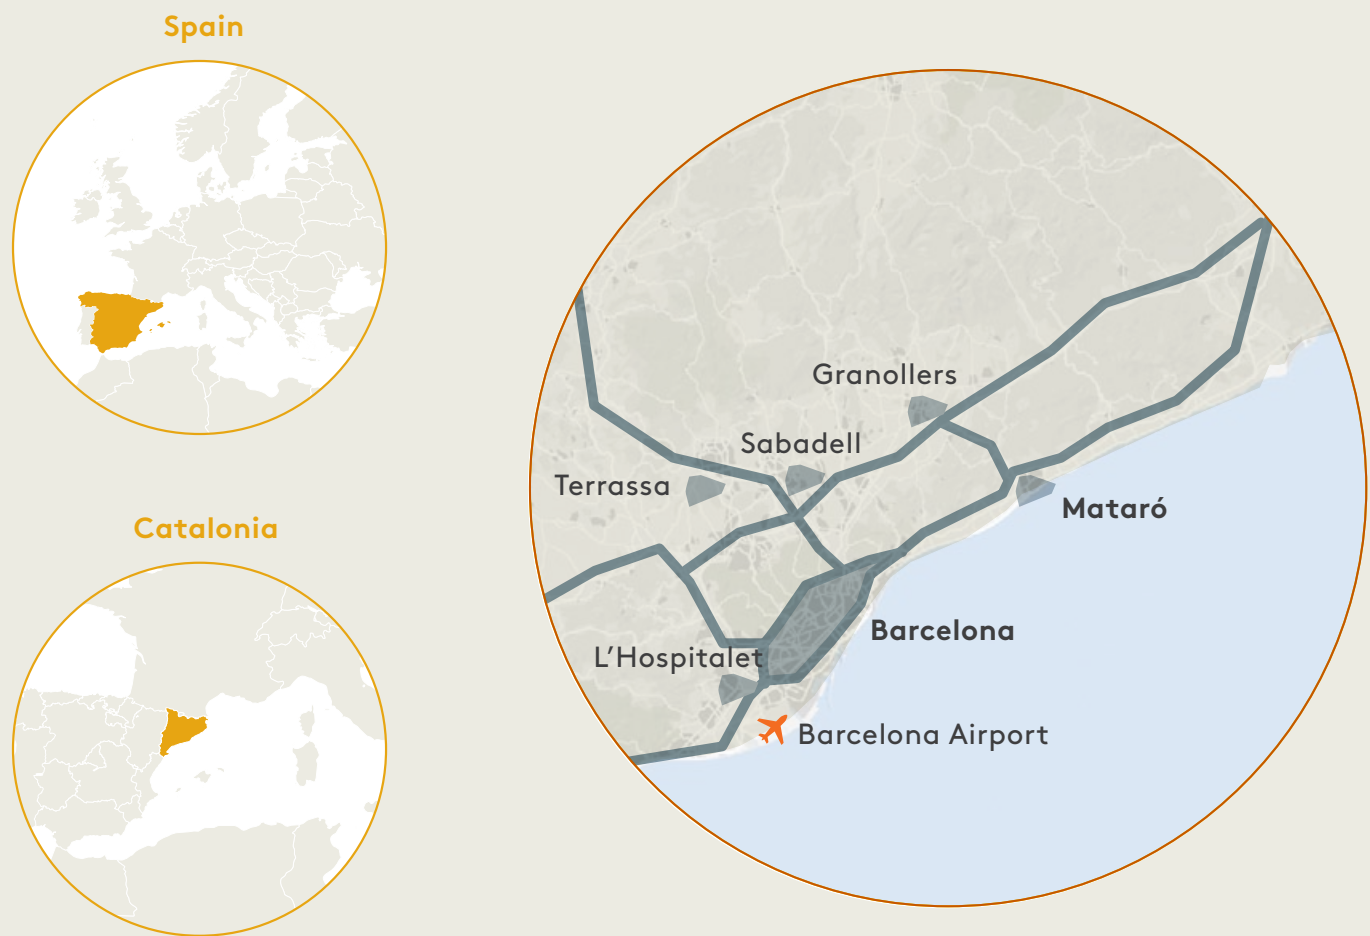 Spain
Catalonia
Granollers
Sabadell
Terrassa
Mataró
Barcelona
L'Hospitalet
Barcelona Airport